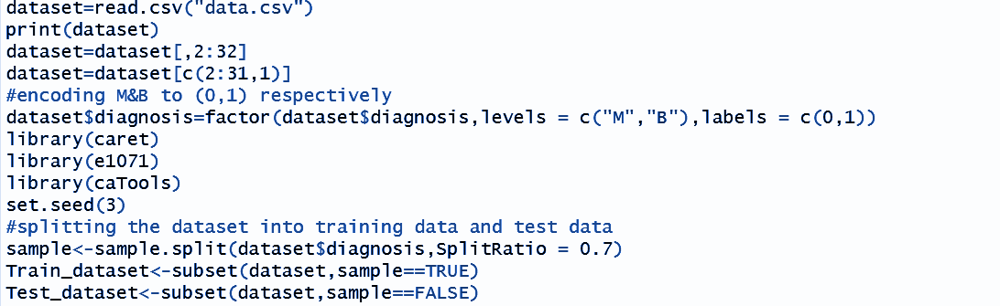 dataset=read.csv("data.csv")
print(dataset)
dataset=dataset[,2:32]
dataset=dataset[c(2:31,1)]
#encoding M&B to (0,1) respectively
dataset$diagnosis=factor(dataset$diagnosis,levels = c("M","B"),labels = c(0,1))
library(caret)
library(e1071)
library(caTools)
set.seed(3)
#splitting the dataset into training data and test data
sample<-sample.split(dataset$diagnosis,SplitRatio = 0.7)
Train_dataset<-subset(dataset,sample==TRUE)
Test_dataset<-subset(dataset,sample==FALSE)